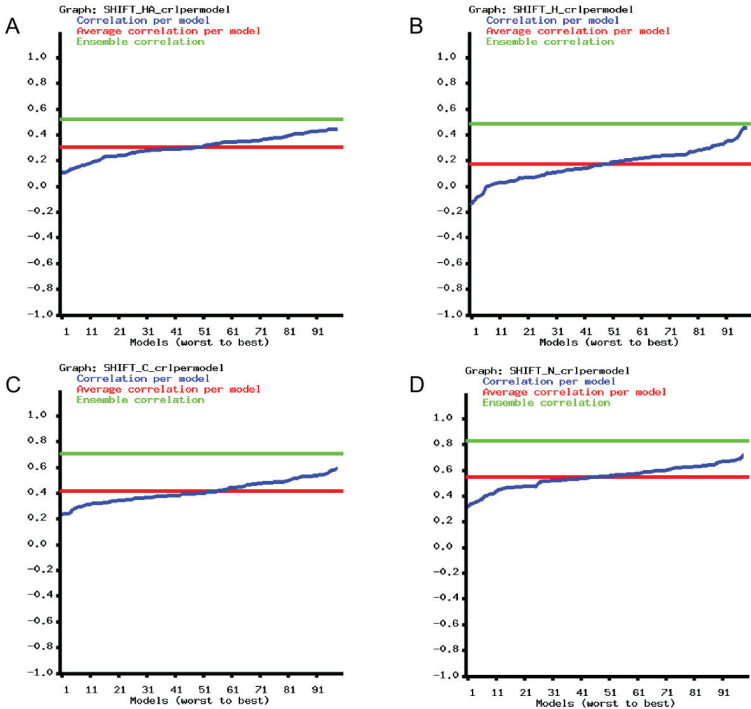 A
Graph: SHIFT_HA_crlpermodel
Correlation per model
Average correlation per model
Ensemble correlation
1.0
0.8
0.6
0.4
0.2
0.0
-0.2
-0.4
-0.6
-0.8
-1.0
1 11 21 31 41 51 61 71 81 91
Models (worst to best)
B
Graph: SHIFT_H_crlpermodel
Correlation per model
Average correlation per model
Ensemble correlation
1.0
0.8
0.6
0.4
0.2
0.0
-0.2
-0.4
-0.6
-0.8
-1.0
1 11 21 31 41 51 61 71 81 91
Models (worst to best)
C
Graph: SHIFT_C_crlpermodel
Correlation per model
Average correlation per model
Ensemble correlation
1.0
0.8
0.6
0.4
0.2
0.0
-0.2
-0.4
-0.6
-0.8
-1.0
1 11 21 31 41 51 61 71 81 91
Models (worst to best)
D
Graph: SHIFT_N_crlpermodel
Correlation per model
Average correlation per model
Ensemble correlation
1.0
0.8
0.6
0.4
0.2
0.0
-0.2
-0.4
-0.6
-0.8
-1.0
1 11 21 31 41 51 61 71 81 91
Models (worst to best)